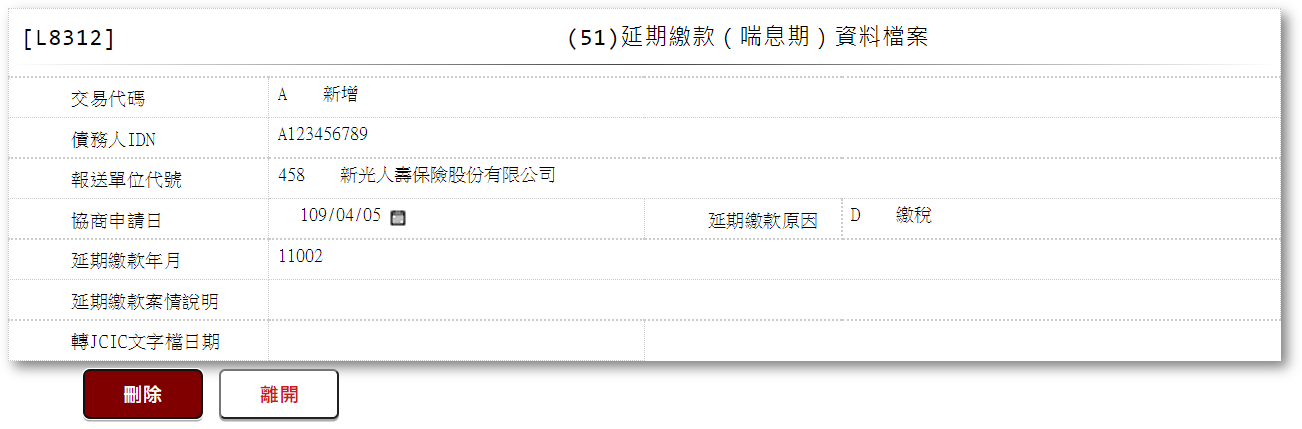 [L8312] (51)延期繳款（喘息期）資料檔案
交易代碼 A 新增
債務人IDN A123456789
報送單位代號 458 新光人壽保險股份有限公司
協商申請日 109/04/05 延期繳款原因 D 繳稅
延期繳款年月 11002
延期繳款案情說明
轉JCIC文字檔日期
刪除 離開